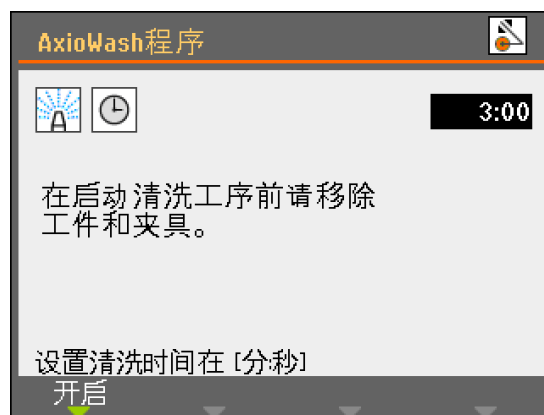 AxioWash程序
3:00
在启动清洗工序前请移除
工件和夹具。
设置清洗时间在 [分:秒]
开启